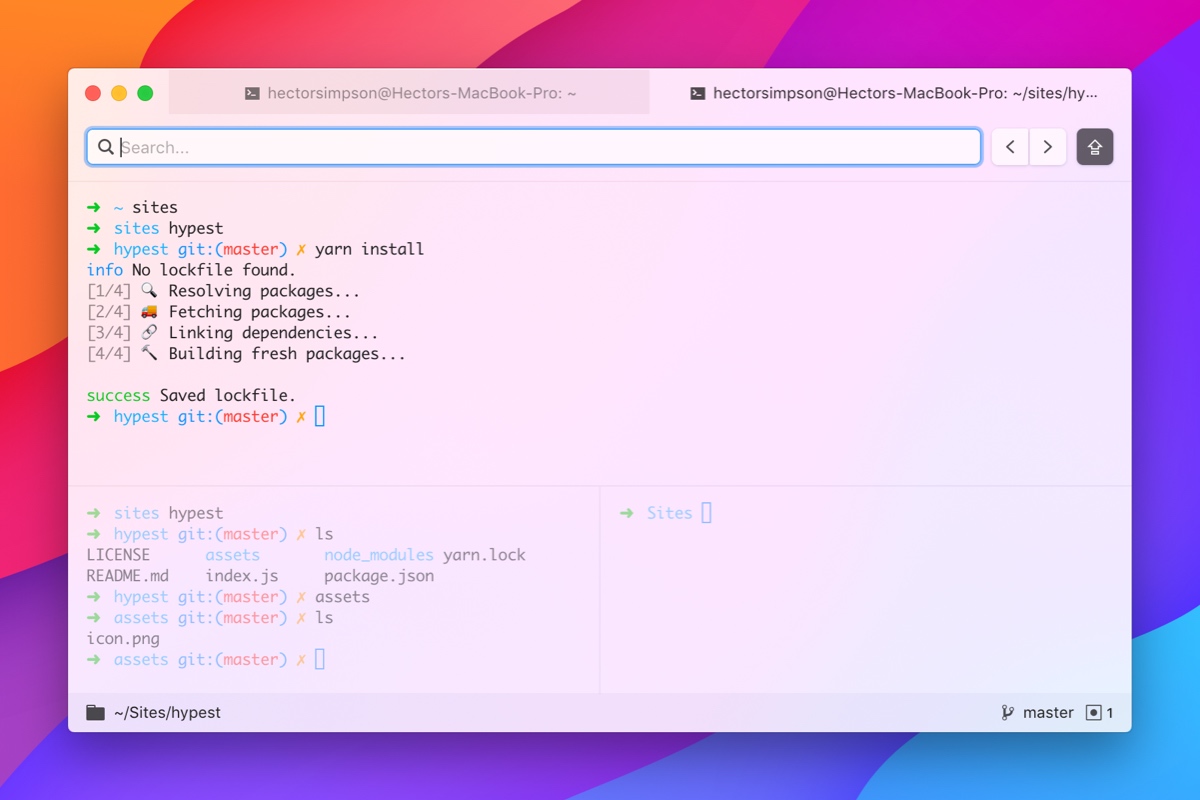 hectorsimpson@Hectors-MacBook-Pro: ~
hectorsimpson@Hectors-MacBook-Pro: ~/sites/hy...
Search...
➜ ~ sites
➜ sites hypest
➜ hypest git:(master) ✗ yarn install
info No lockfile found.
[1/4] 🔍 Resolving packages...
[2/4] 🚚 Fetching packages...
[3/4] 🔗 Linking dependencies...
[4/4] 🔨 Building fresh packages...
success Saved lockfile.
➜ hypest git:(master) ✗
➜ sites hypest
➜ hypest git:(master) ✗ ls
LICENSE assets node_modules yarn.lock
README.md index.js package.json
➜ hypest git:(master) ✗ assets
➜ assets git:(master) ✗ ls
icon.png
➜ assets git:(master) ✗
➜ Sites
~/Sites/hypest
master 1